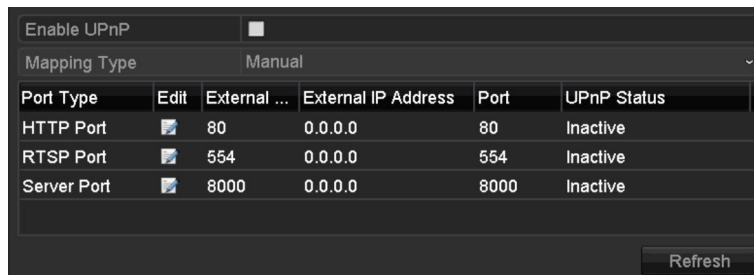 Enable UPnP
Mapping Type Manual
Port Type Edit External ... External IP Address Port UPnP Status
HTTP Port 80 0.0.0.0 80 Inactive
RTSP Port 554 0.0.0.0 554 Inactive
Server Port 8000 0.0.0.0 8000 Inactive
Refresh